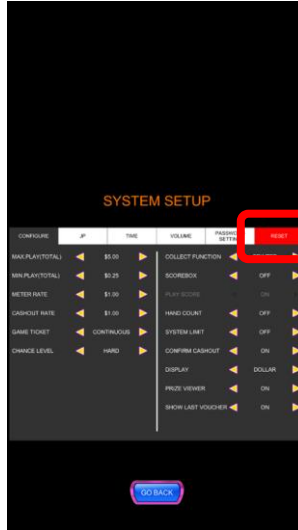 SYSTEM SETUP
CONFIGURE JP TIME VOLUME RESET
MAX.PLAY(TOTAL) $5.00 COLLECT FUNCTION
MIN.PLAY(TOTAL) $0.25 SCOREBOX OFF
METER RATE $1.00 PLAY SCORE ON
CASHOUT RATE $1.00 HAND COUNT OFF
GAME TICKET CONTINUOUS SYSTEM LIMIT OFF
CHANCE LEVEL HARD CONFIRM CASHOUT ON
DISPLAY DOLLAR
PRIZE VIEWER ON
SHOW LAST VOUCHER ON
GO BACK